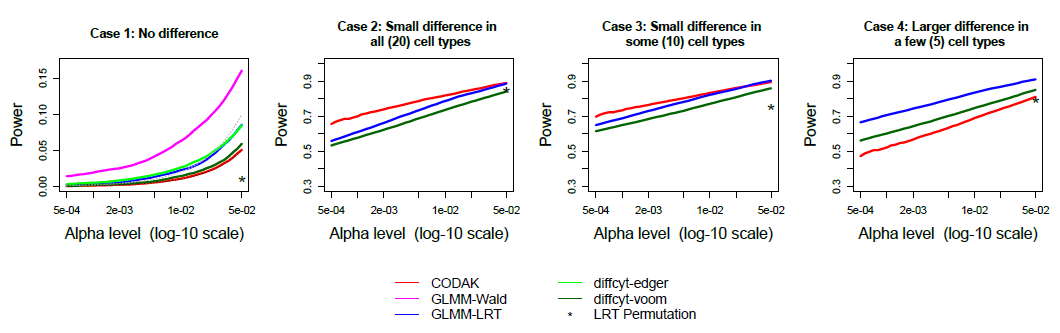 Case 1: No difference
Power
0.00 0.05 0.10 0.15
5e-04 2e-03 1e-02 5e-02
Alpha level (log-10 scale)
*
Case 2: Small difference in
all (20) cell types
Power
0.3 0.5 0.7 0.9
5e-04 2e-03 1e-02 5e-02
Alpha level (log-10 scale)
*
Case 3: Small difference in
some (10) cell types
Power
0.3 0.5 0.7 0.9
5e-04 2e-03 1e-02 5e-02
Alpha level (log-10 scale)
*
Case 4: Larger difference in
a few (5) cell types
Power
0.3 0.5 0.7 0.9
5e-04 2e-03 1e-02 5e-02
Alpha level (log-10 scale)
*
CODAK
GLMM-Wald
GLMM-LRT
diffcyt-edger
diffcyt-voom
* LRT Permutation